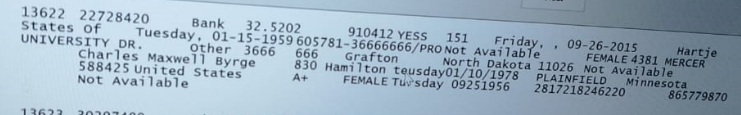 13622 22728420 Bank 32.5202 910412 YESS 151 Friday, , 09-26-2015 Hartje
States Of Tuesday, 01-15-1959 605781-36666666/PRO Not Available FEMALE 4381 MERCER
UNIVERSITY DR. Other 3666 666 Grafton North Dakota 11026 Not Available
Charles Maxwell Byrge 830 Hamilton teusday01/10/1978 PLAINFIELD Minnesota
588425 United States A+ FEMALE Tuesday 09251956 2817218246220 865779870
Not Available
13623